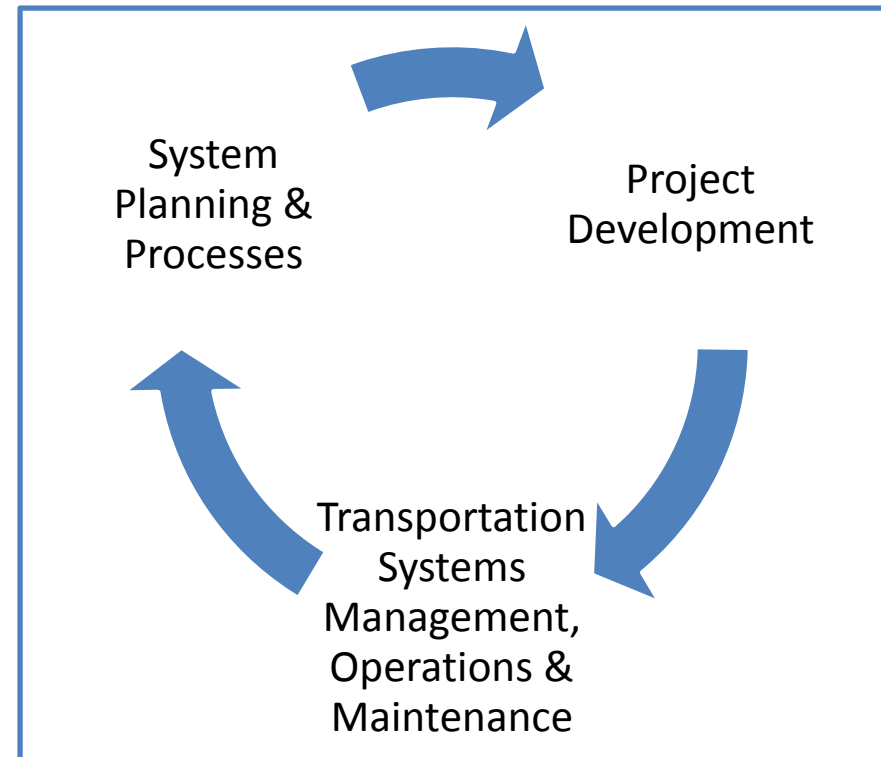 System
Planning &
Processes
Project
Development
Transportation
Systems
Management,
Operations &
Maintenance